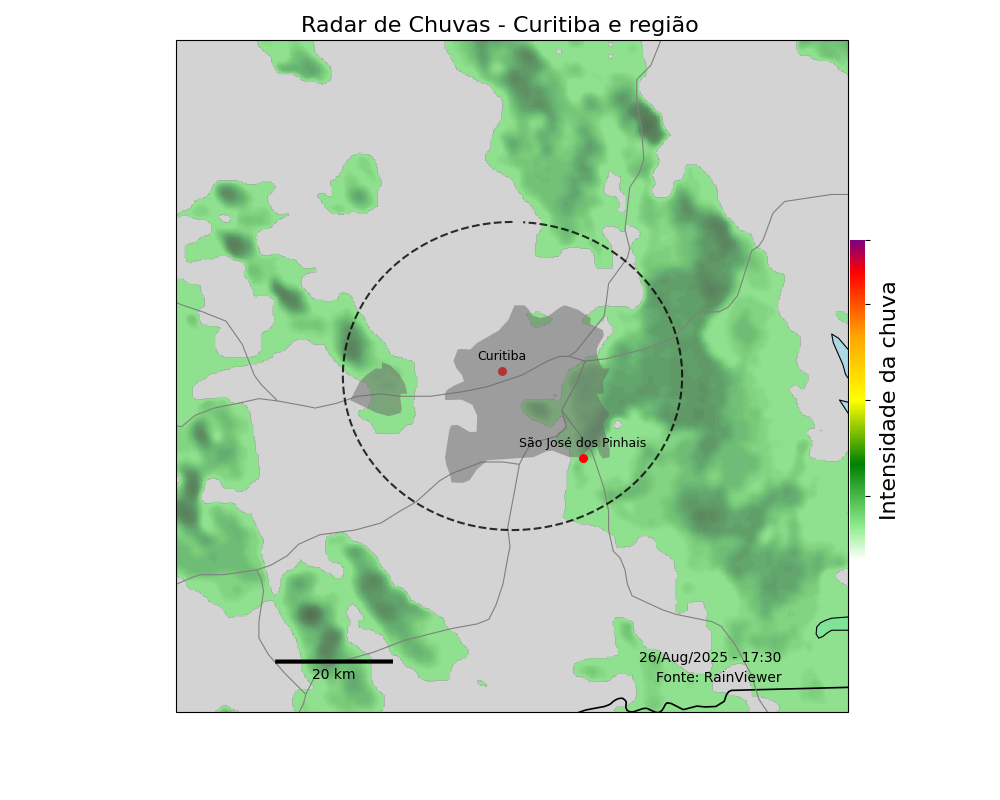 Radar de Chuvas - Curitiba e região
Curitiba
São José dos Pinhais
Intensidade da chuva
26/Aug/2025 - 17:30
Fonte: RainViewer
20 km